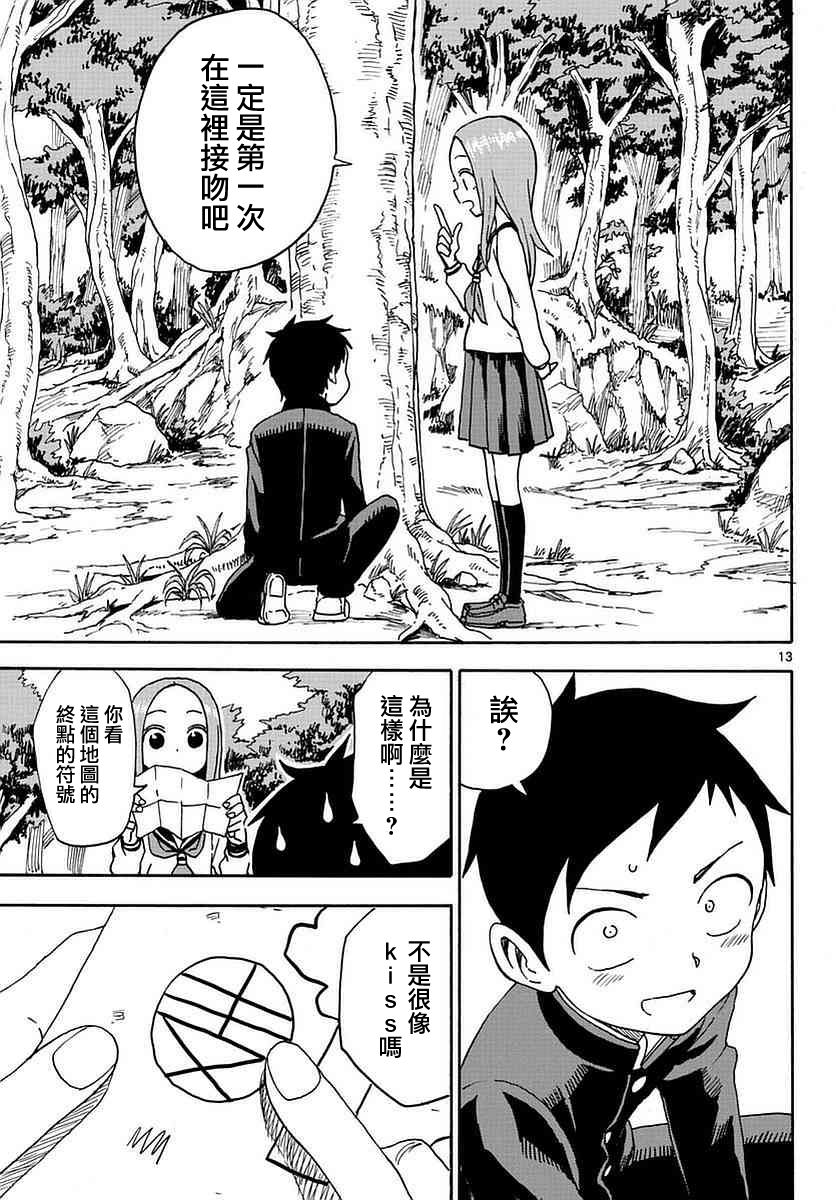 一定是第一次
在這裡接吻吧
13
誒？
為什麼是
這樣啊……？
你看
這個地圖的
終點的符號
不是很像
kiss嗎